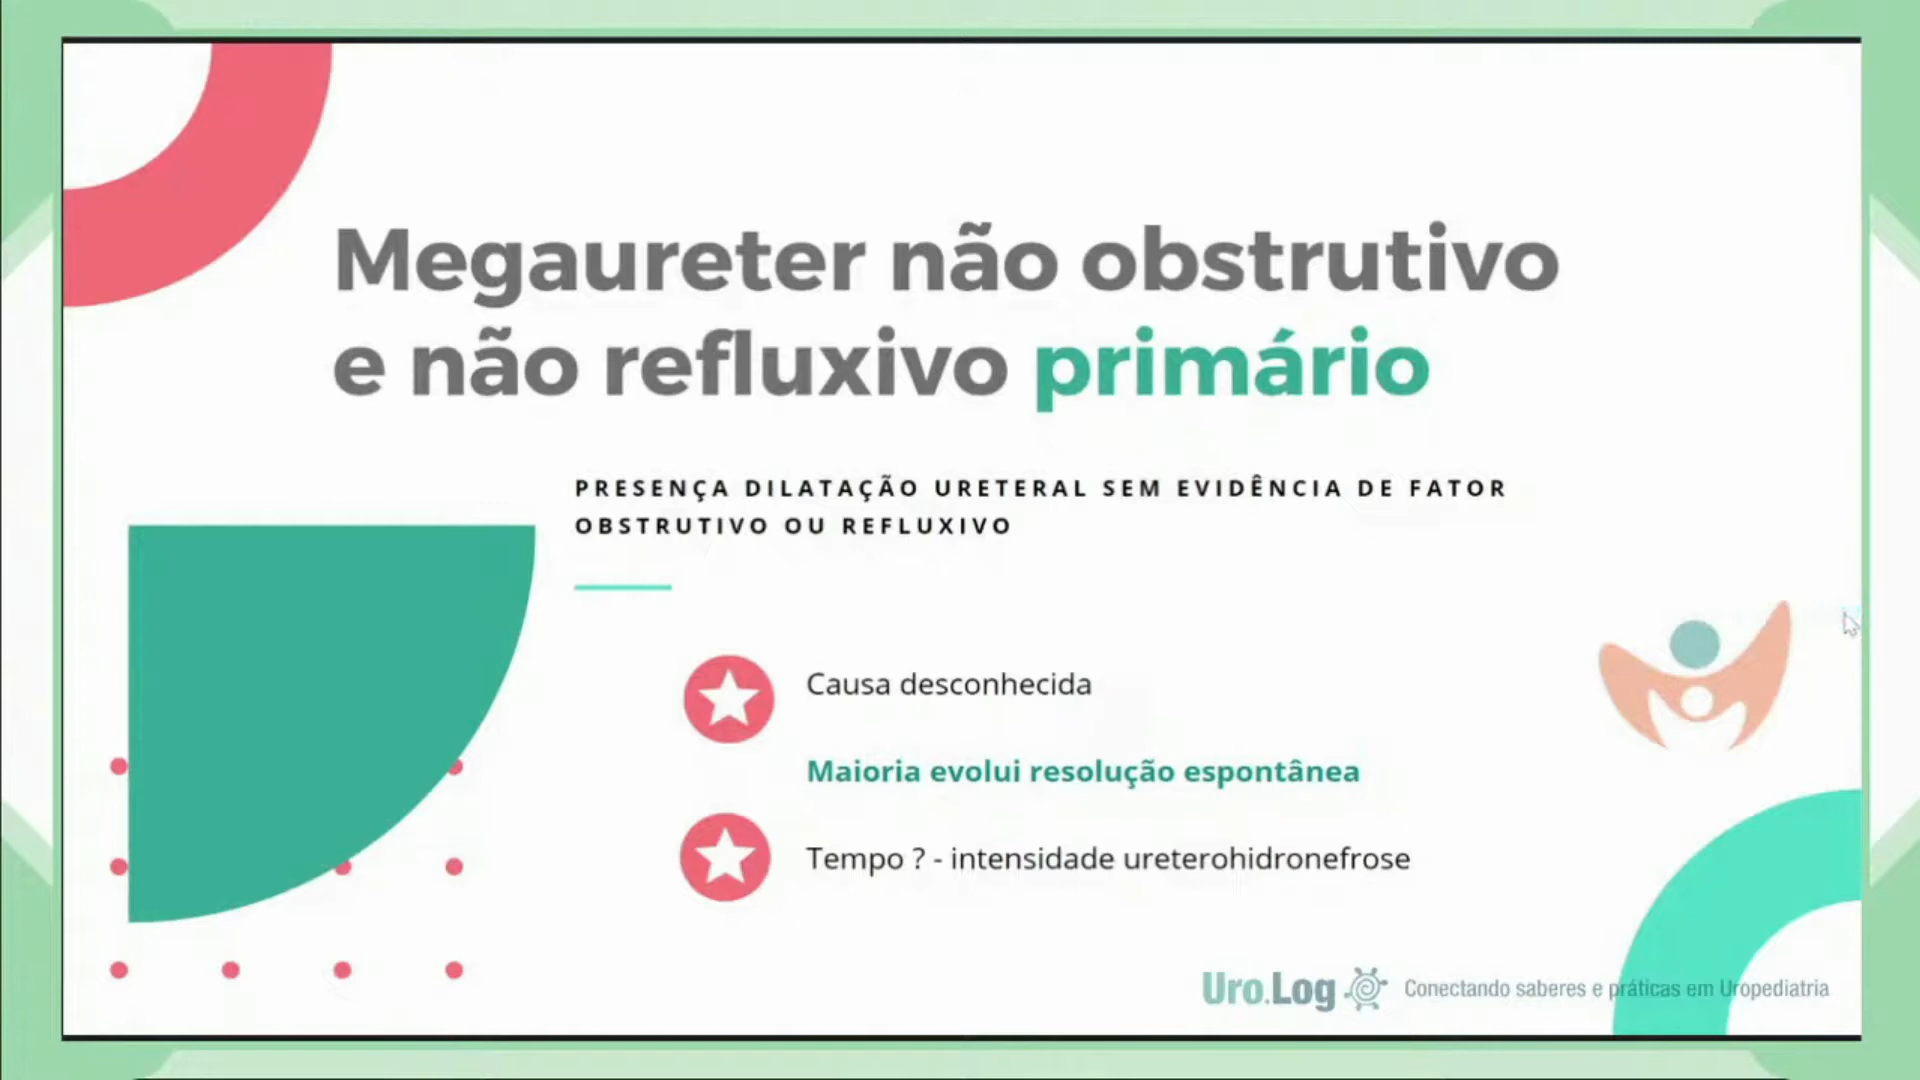 Megaureter não obstrutivo
e não refluxivo primário
PRESENÇA DILATAÇÃO URETERAL SEM EVIDÊNCIA DE FATOR
OBSTRUTIVO OU REFLUXIVO
Causa desconhecida
Maioria evolui resolução espontânea
Tempo ? - intensidade ureterohidronefrose
Uro.Log Conectando saberes e práticas em Uropediatria